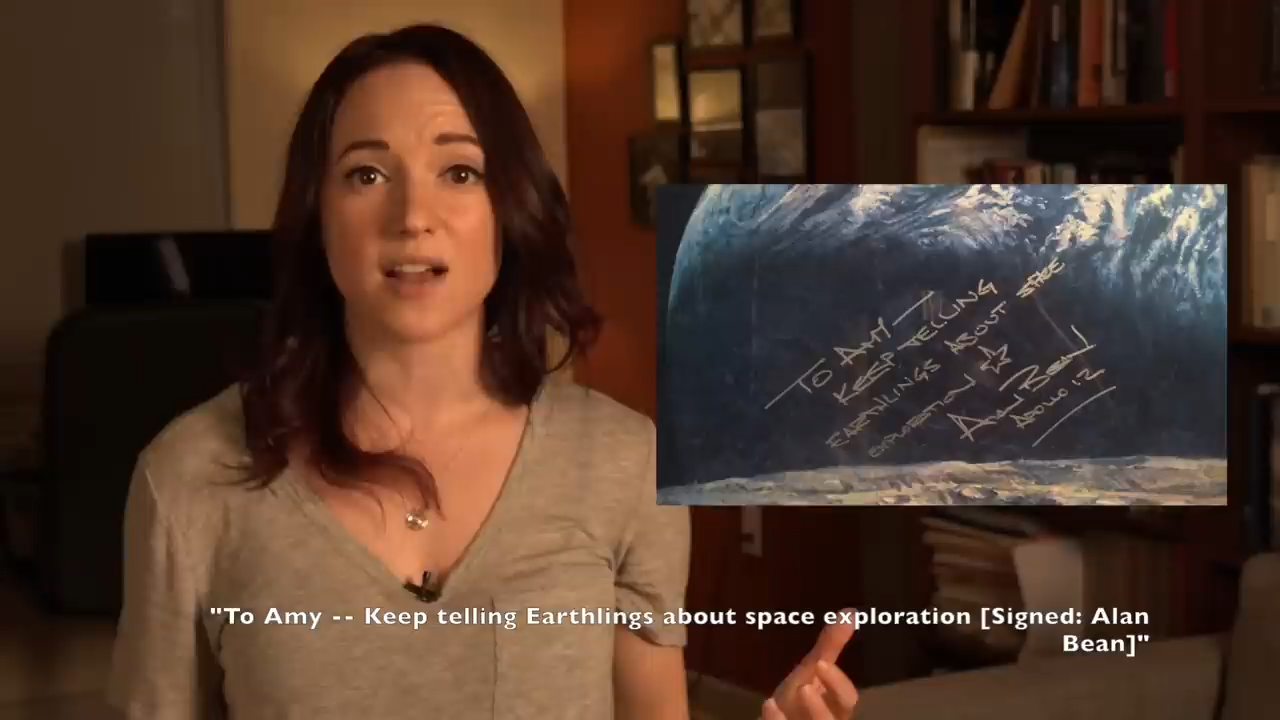 TO AMY —
KEEP TELLING
EARTHLINGS ABOUT SPACE
EXPLORATION
ALAN BEAN
APOLLO 12
"To Amy -- Keep telling Earthlings about space exploration [Signed: Alan
Bean]"